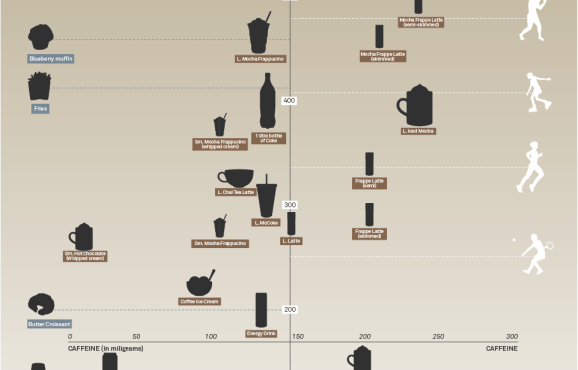 Mocha Frappe Latte
(semi-skimmed)
Blueberry muffin
L. Mocha Frappucino
Mocha Frappe Latte
(skimmed)
400
Fries
Sm. Mocha Frappucino
(whipped cream)
1 litre bottle
of Coke
L. Iced Mocha
L. Chai Tea Latte
Frappe Latte
(semi)
300
L. McCoke
L. Latte
Frappe Latte
(skimmed)
Sm. Mocha Frappucino
Sm. Hot Chocolate
(Whipped cream)
Coffee Ice Cream
200
Butter Croissant
Energy Drink
0 50 100 150 200 250 300
CAFFEINE (in miligrams) CAFFEINE